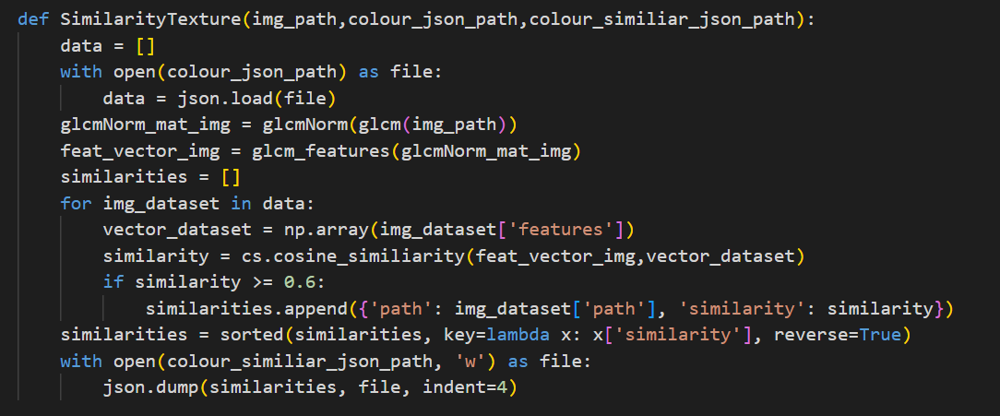 def SimilarityTexture(img_path,colour_json_path,colour_similiar_json_path):
    data = []
    with open(colour_json_path) as file:
        data = json.load(file)
    glcmNorm_mat_img = glcmNorm(glcm(img_path))
    feat_vector_img = glcm_features(glcmNorm_mat_img)
    similarities = []
    for img_dataset in data:
        vector_dataset = np.array(img_dataset['features'])
        similarity = cs.cosine_similiarity(feat_vector_img,vector_dataset)
        if similarity >= 0.6:
            similarities.append({'path': img_dataset['path'], 'similarity': similarity})
    similarities = sorted(similarities, key=lambda x: x['similarity'], reverse=True)
    with open(colour_similiar_json_path, 'w') as file:
        json.dump(similarities, file, indent=4)